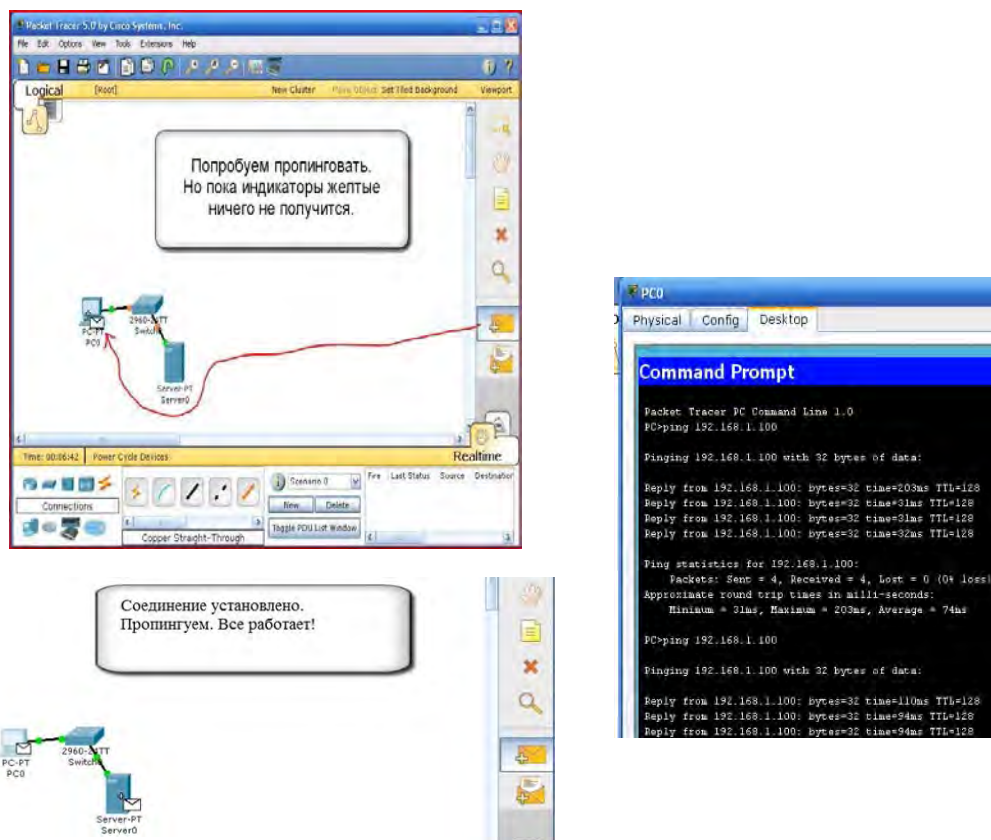 Packet Tracer 5.0 by Cisco Systems, Inc.
File Edit Options View Tools Extensions Help
Logical [Root] New Cluster Move Object Set Tiled Background Viewport
Попробуем пропинговать.
Но пока индикаторы желтые
ничего не получится.
2960-24TT
Switch
PC-PT
PC0
Server-PT
Server0
Time: 00:06:42 Power Cycle Devices Realtime
Scenario 0
Fire Last Status Source Destination
Connections
New Delete
Toggle PDU List Window
Copper Straight-Through
Соединение установлено.
Пропингуем. Все работает!
2960-24TT
Switch
PC-PT
PC0
Server-PT
Server0
PC0
Physical Config Desktop
Command Prompt
Packet Tracer PC Command Line 1.0
PC>ping 192.168.1.100
Pinging 192.168.1.100 with 32 bytes of data:
Reply from 192.168.1.100: bytes=32 time=203ms TTL=128
Reply from 192.168.1.100: bytes=32 time=31ms TTL=128
Reply from 192.168.1.100: bytes=32 time=31ms TTL=128
Reply from 192.168.1.100: bytes=32 time=32ms TTL=128
Ping statistics for 192.168.1.100:
Packets: Sent = 4, Received = 4, Lost = 0 (0% loss)
Approximate round trip times in milli-seconds:
Minimum = 31ms, Maximum = 203ms, Average = 74ms
PC>ping 192.168.1.100
Pinging 192.168.1.100 with 32 bytes of data:
Reply from 192.168.1.100: bytes=32 time=110ms TTL=128
Reply from 192.168.1.100: bytes=32 time=94ms TTL=128
Reply from 192.168.1.100: bytes=32 time=94ms TTL=128